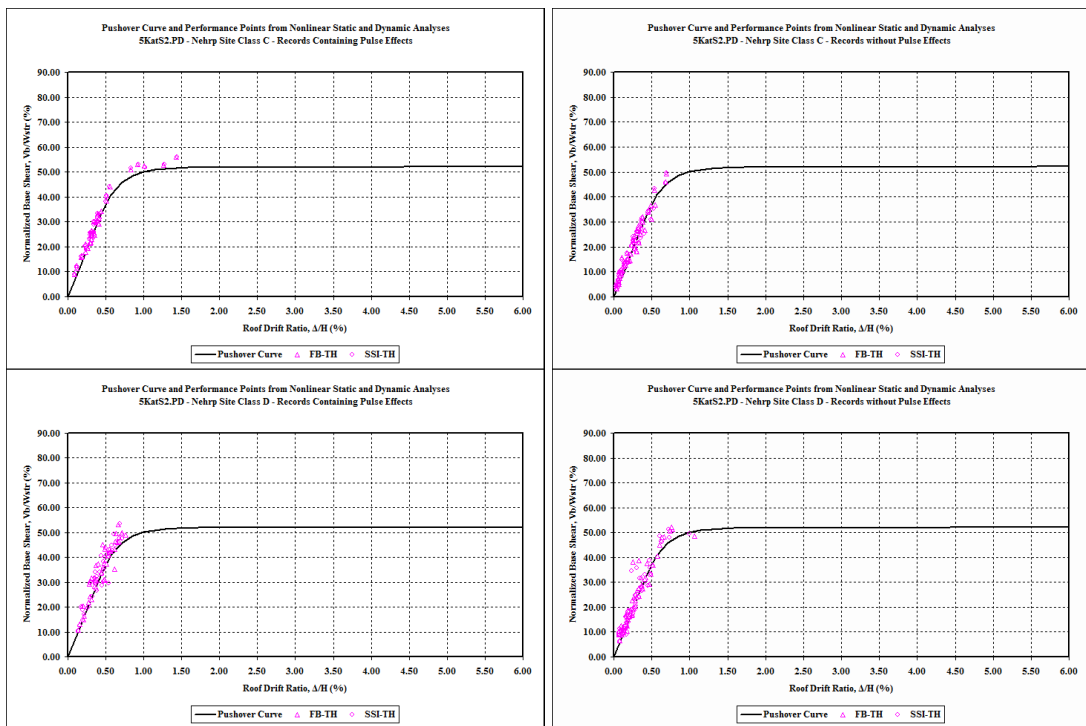 Pushover Curve and Performance Points from Nonlinear Static and Dynamic Analyses
5KatS2.PD - Nehrp Site Class C - Records Containing Pulse Effects
Normalized Base Shear, Vb/Wstr (%)
90.00
80.00
70.00
60.00
50.00
40.00
30.00
20.00
10.00
0.00
0.00 0.50 1.00 1.50 2.00 2.50 3.00 3.50 4.00 4.50 5.00 5.50 6.00
Roof Drift Ratio, Δ/H (%)
Pushover Curve FB-TH SSI-TH
Pushover Curve and Performance Points from Nonlinear Static and Dynamic Analyses
5KatS2.PD - Nehrp Site Class C - Records without Pulse Effects
Normalized Base Shear, Vb/Wstr (%)
90.00
80.00
70.00
60.00
50.00
40.00
30.00
20.00
10.00
0.00
0.00 0.50 1.00 1.50 2.00 2.50 3.00 3.50 4.00 4.50 5.00 5.50 6.00
Roof Drift Ratio, Δ/H (%)
Pushover Curve FB-TH SSI-TH
Pushover Curve and Performance Points from Nonlinear Static and Dynamic Analyses
5KatS2.PD - Nehrp Site Class D - Records Containing Pulse Effects
Normalized Base Shear, Vb/Wstr (%)
90.00
80.00
70.00
60.00
50.00
40.00
30.00
20.00
10.00
0.00
0.00 0.50 1.00 1.50 2.00 2.50 3.00 3.50 4.00 4.50 5.00 5.50 6.00
Roof Drift Ratio, Δ/H (%)
Pushover Curve FB-TH SSI-TH
Pushover Curve and Performance Points from Nonlinear Static and Dynamic Analyses
5KatS2.PD - Nehrp Site Class D - Records without Pulse Effects
Normalized Base Shear, Vb/Wstr (%)
90.00
80.00
70.00
60.00
50.00
40.00
30.00
20.00
10.00
0.00
0.00 0.50 1.00 1.50 2.00 2.50 3.00 3.50 4.00 4.50 5.00 5.50 6.00
Roof Drift Ratio, Δ/H (%)
Pushover Curve FB-TH SSI-TH